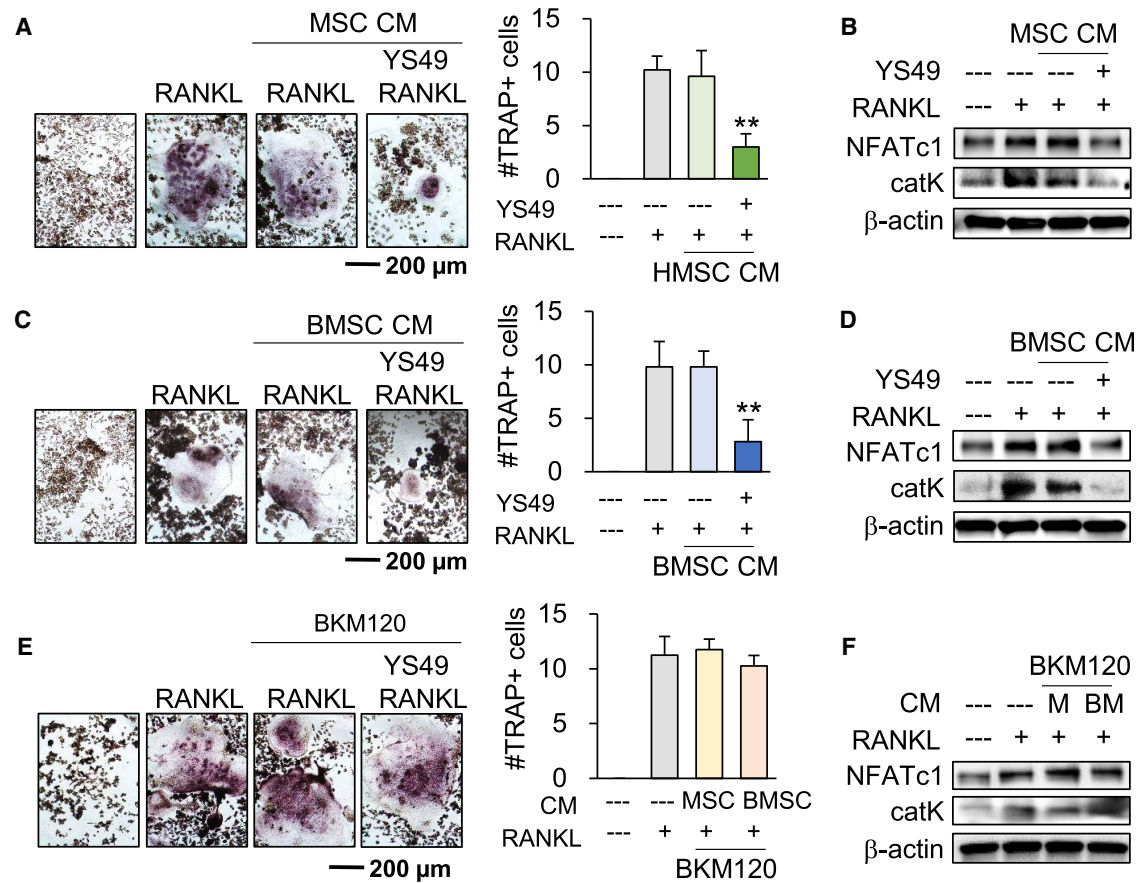 A
MSC CM
YS49
RANKL RANKL RANKL
200 µm
#TRAP+ cells
15
10
5
0
**
YS49 --- --- --- +
RANKL --- + + +
HMSC CM
B
MSC CM
YS49 --- --- --- +
RANKL --- + + +
NFATc1
catK
β-actin
C
BMSC CM
YS49
RANKL RANKL RANKL
200 µm
#TRAP+ cells
15
10
5
0
**
YS49 --- --- --- +
RANKL --- + + +
BMSC CM
D
BMSC CM
YS49 --- --- --- +
RANKL --- + + +
NFATc1
catK
β-actin
E
BKM120
YS49
RANKL RANKL RANKL
200 µm
#TRAP+ cells
15
10
5
0
CM --- --- MSC BMSC
RANKL --- + + +
BKM120
F
BKM120
CM --- --- M BM
RANKL --- + + +
NFATc1
catK
β-actin